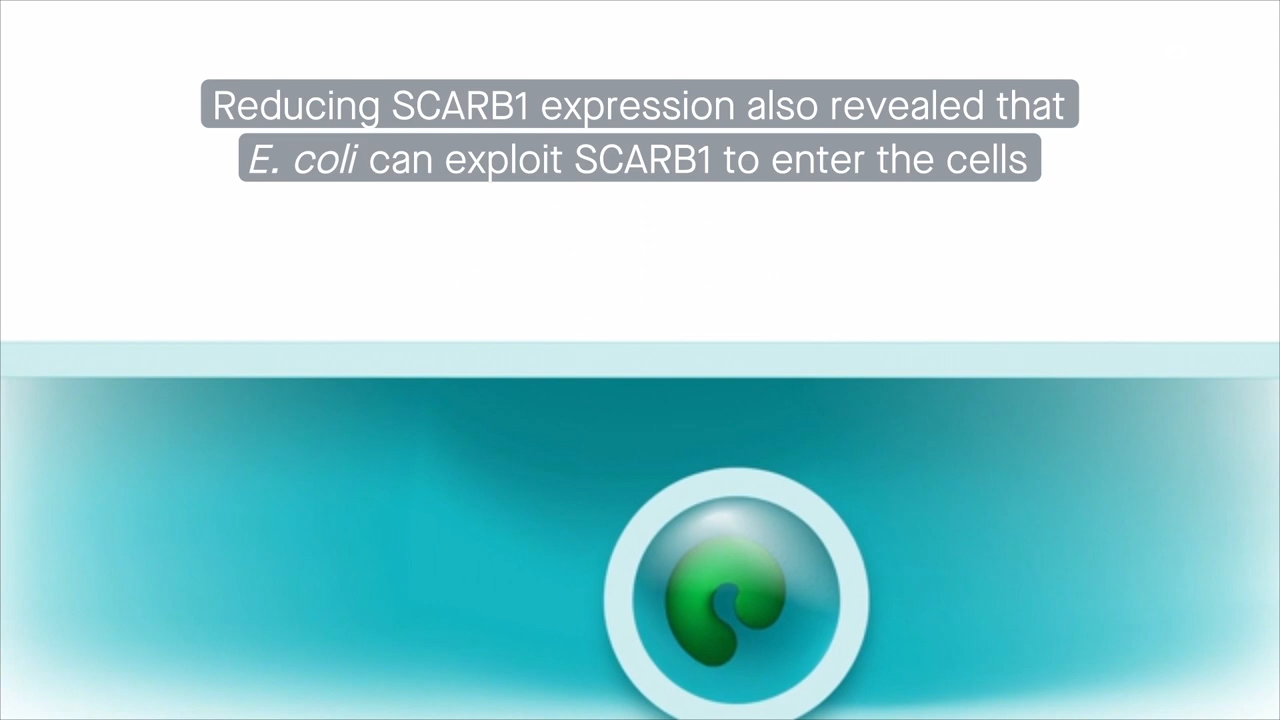 Reducing SCARB1 expression also revealed that
E. coli can exploit SCARB1 to enter the cells